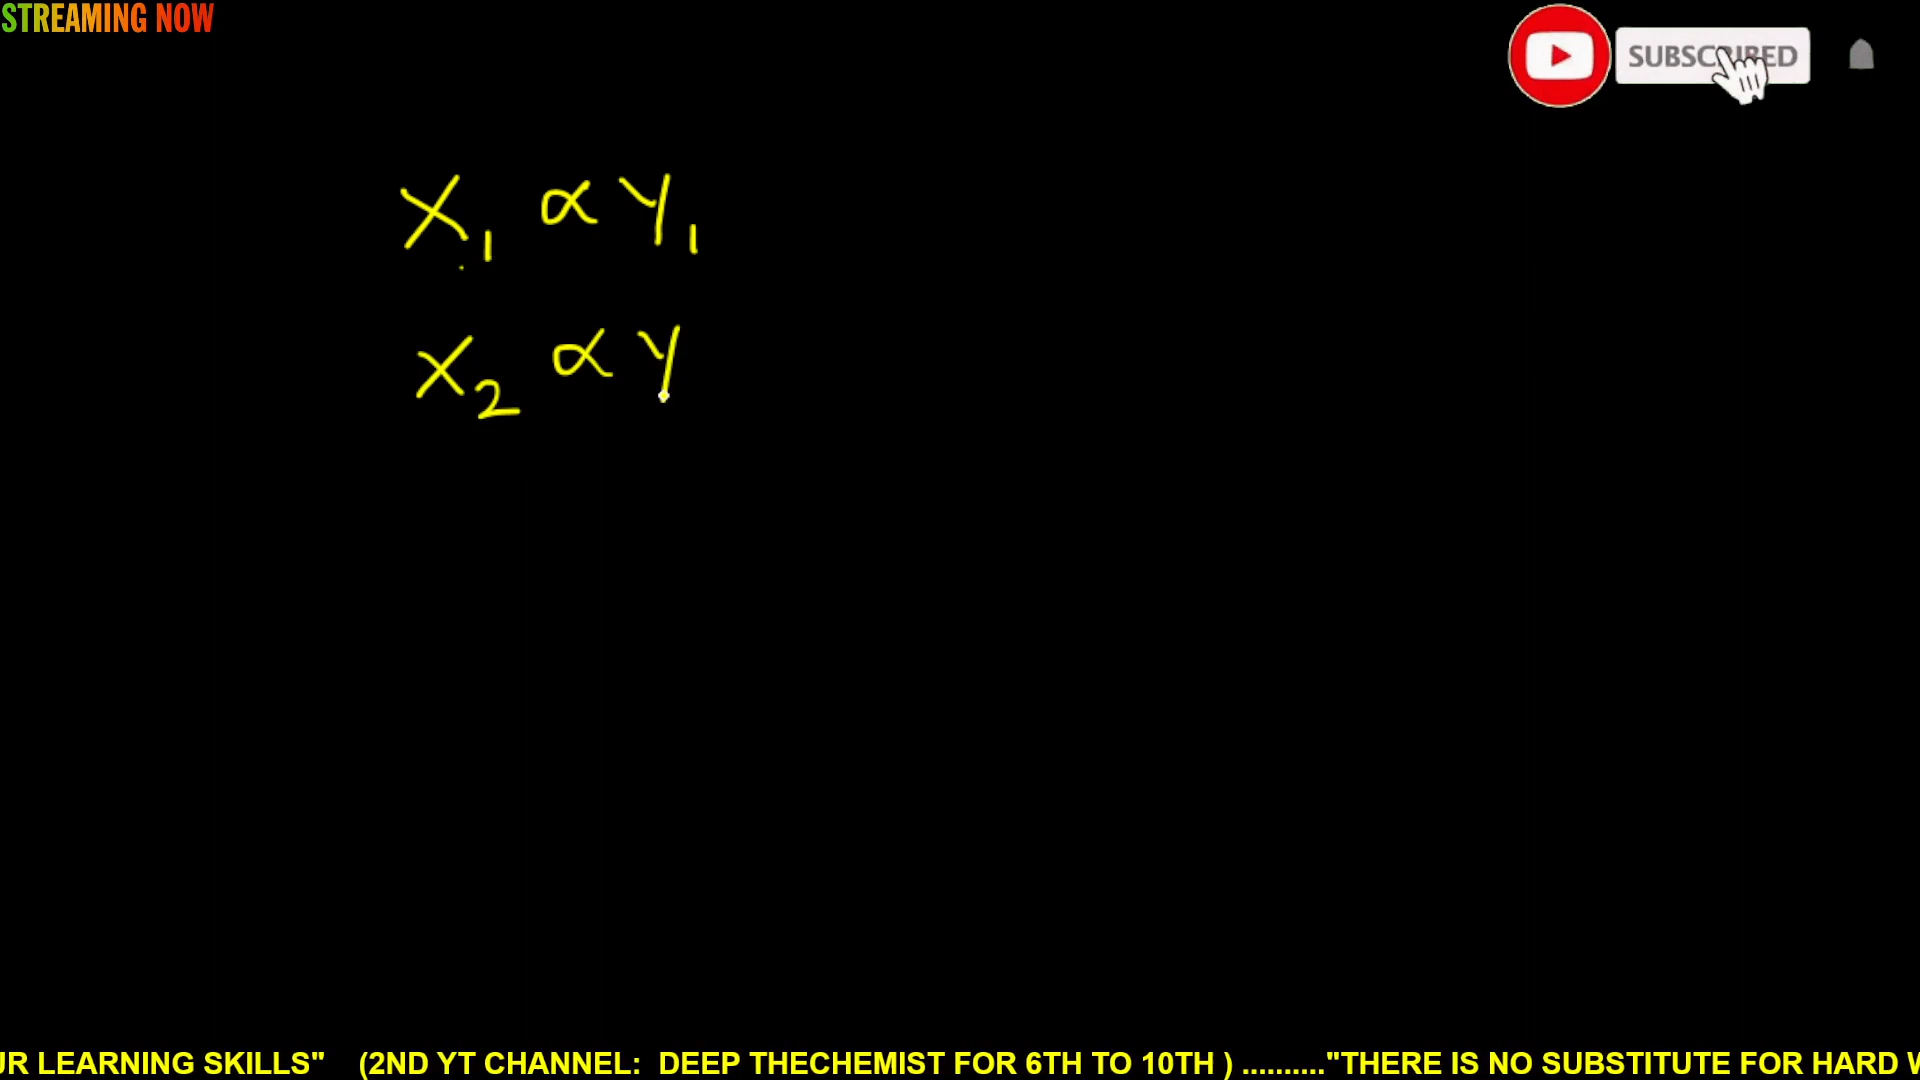 STREAMING NOW
SUBSCRIBED
X₁ ∝ Y₁
X₂ ∝ Y
UR LEARNING SKILLS" (2ND YT CHANNEL: DEEP THECHEMIST FOR 6TH TO 10TH ) .........."THERE IS NO SUBSTITUTE FOR HARD